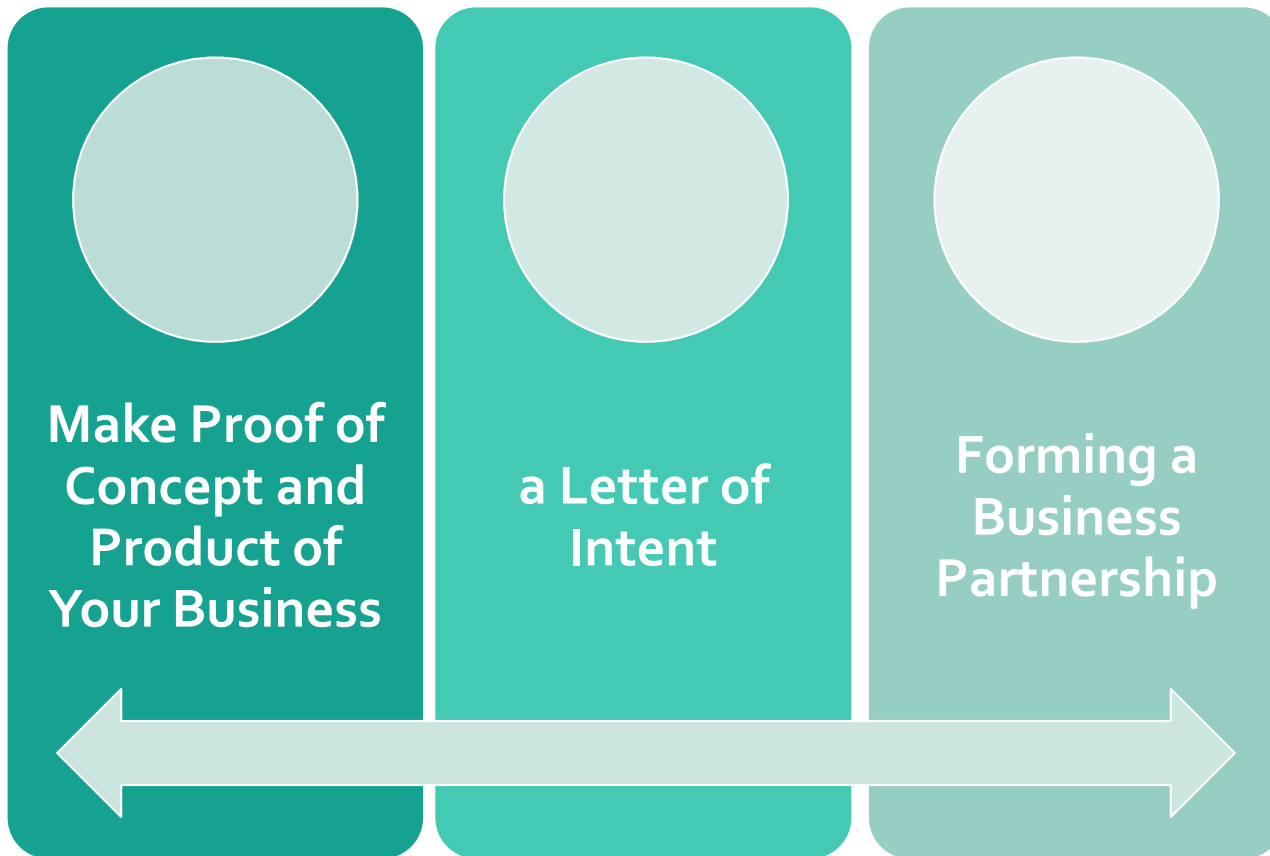 Make Proof of
Concept and
Product of
Your Business
a Letter of
Intent
Forming a
Business
Partnership